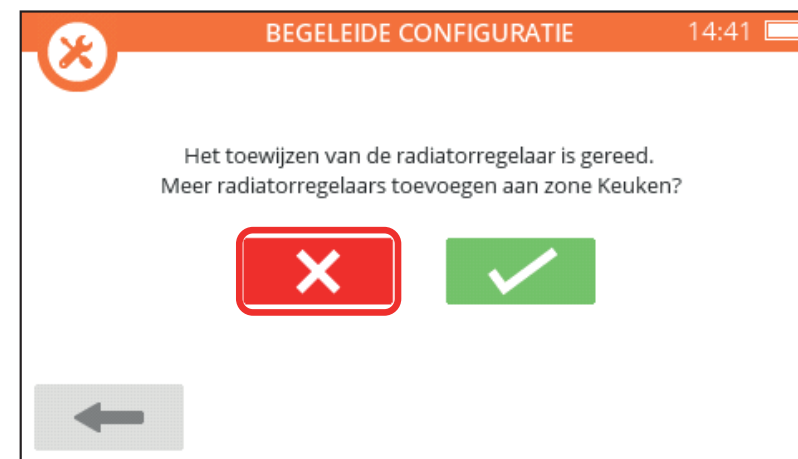 BEGELEIDE CONFIGURATIE 14:41
Het toewijzen van de radiatorregelaar is gereed.
Meer radiatorregelaars toevoegen aan zone Keuken?